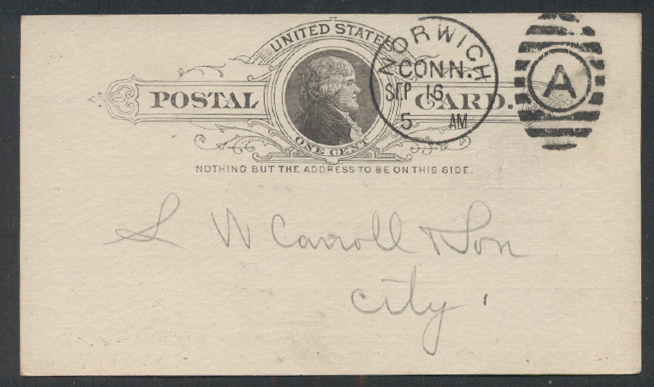 UNITED STATES
POSTAL CARD.
ONE CENT
NORWICH
CONN.
SEP 16
5 AM
A
NOTHING BUT THE ADDRESS TO BE ON THIS SIDE.
L W Carroll & Son
City.